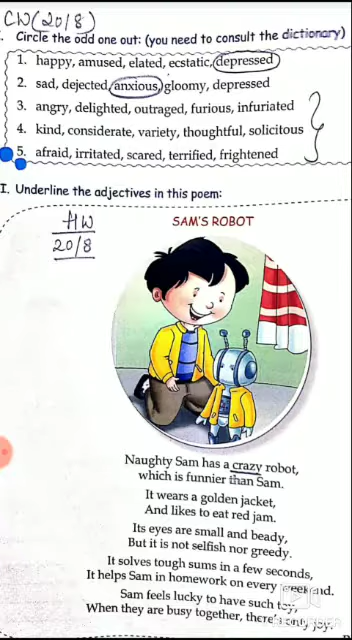 CW(20/8)
. Circle the odd one out: (you need to consult the dictionary)
1. happy, amused, elated, ecstatic, depressed
2. sad, dejected, anxious, gloomy, depressed
3. angry, delighted, outraged, furious, infuriated
4. kind, considerate, variety, thoughtful, solicitous
5. afraid, irritated, scared, terrified, frightened
I. Underline the adjectives in this poem:
HW
20/8
SAM'S ROBOT
Naughty Sam has a crazy robot,
which is funnier than Sam.
It wears a golden jacket,
And likes to eat red jam.
Its eyes are small and beady,
But it is not selfish nor greedy.
It solves tough sums in a few seconds,
It helps Sam in homework on every weekend.
Sam feels lucky to have such toy,
When they are busy together, there's only joy.